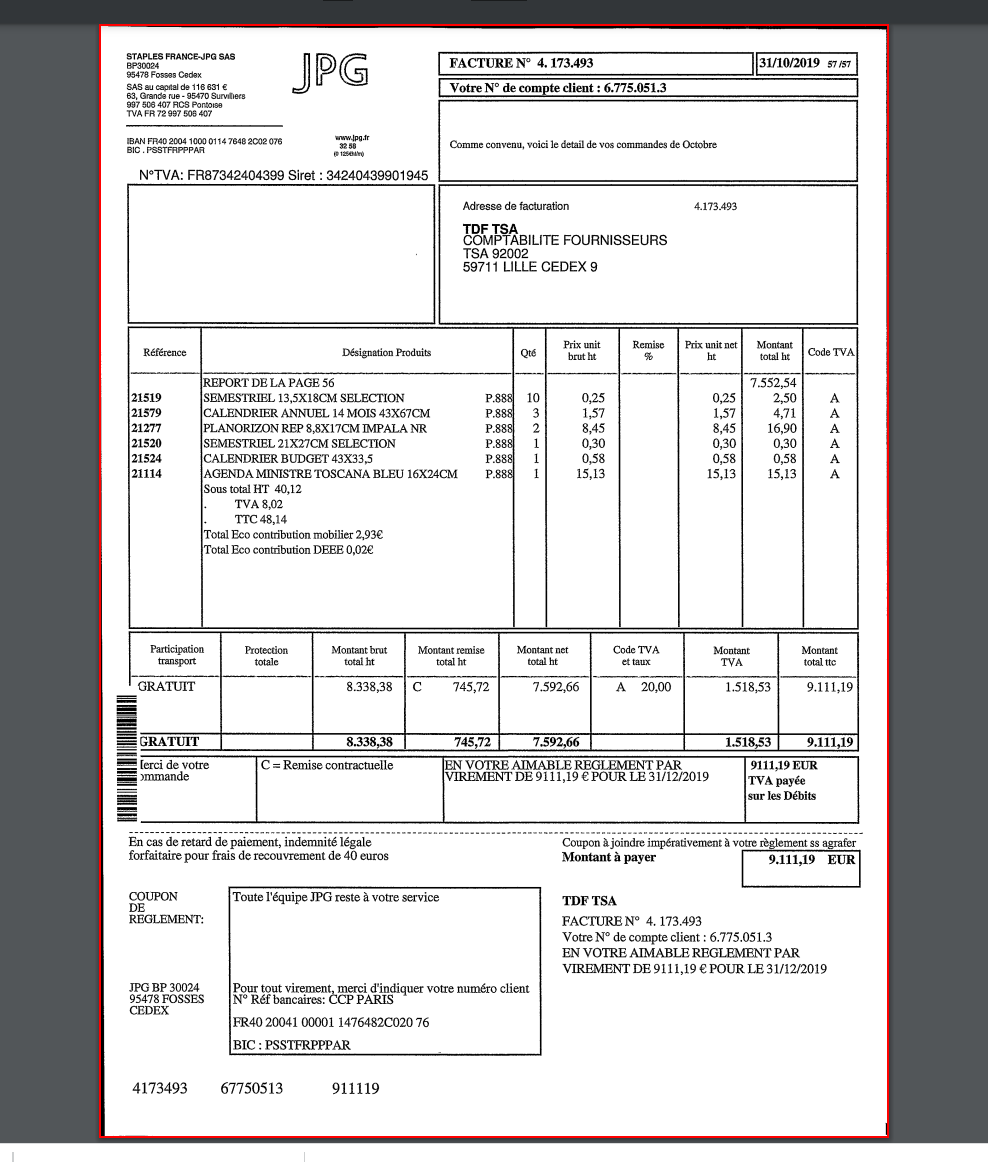 STAPLES FRANCE-JPG SAS
BP30024
95478 Fosses Cedex
SAS au capital de 116 631 €
63, Grande rue - 95470 Survilliers
997 506 407 RCS Pontoise
TVA FR 72 997 506 407
JPG
IBAN FR40 2004 1000 0114 7648 2C02 076
BIC . PSSTFRPPPAR
www.jpg.fr
32 58
N°TVA: FR87342404399 Siret : 34240439901945
FACTURE N° 4. 173.493
31/10/2019 57 /57
Votre N° de compte client : 6.775.051.3
Comme convenu, voici le detail de vos commandes de Octobre
Adresse de facturation 4.173.493
TDF TSA
COMPTABILITE FOURNISSEURS
TSA 92002
59711 LILLE CEDEX 9
Référence Désignation Produits Qté Prix unit brut ht Remise % Prix unit net ht Montant total ht Code TVA
REPORT DE LA PAGE 56 7.552,54
21519 SEMESTRIEL 13,5X18CM SELECTION P.888 10 0,25 0,25 2,50 A
21579 CALENDRIER ANNUEL 14 MOIS 43X67CM P.888 3 1,57 1,57 4,71 A
21277 PLANORIZON REP 8,8X17CM IMPALA NR P.888 2 8,45 8,45 16,90 A
21520 SEMESTRIEL 21X27CM SELECTION P.888 1 0,30 0,30 0,30 A
21524 CALENDRIER BUDGET 43X33,5 P.888 1 0,58 0,58 0,58 A
21114 AGENDA MINISTRE TOSCANA BLEU 16X24CM P.888 1 15,13 15,13 15,13 A
Sous total HT 40,12
. TVA 8,02
. TTC 48,14
Total Eco contribution mobilier 2,93€
Total Eco contribution DEEE 0,02€
Participation transport Protection totale Montant brut total ht Montant remise total ht Montant net total ht Code TVA et taux Montant TVA Montant total ttc
GRATUIT 8.338,38 C 745,72 7.592,66 A 20,00 1.518,53 9.111,19
GRATUIT 8.338,38 745,72 7.592,66 1.518,53 9.111,19
erci de votre
mmande
C = Remise contractuelle
EN VOTRE AIMABLE REGLEMENT PAR
VIREMENT DE 9111,19 € POUR LE 31/12/2019
9111,19 EUR
TVA payée
sur les Débits
En cas de retard de paiement, indemnité légale
forfaitaire pour frais de recouvrement de 40 euros
Coupon à joindre impérativement à votre règlement ss agrafer
Montant à payer 9.111,19 EUR
COUPON
DE
REGLEMENT:
Toute l'équipe JPG reste à votre service
TDF TSA
FACTURE N° 4. 173.493
Votre N° de compte client : 6.775.051.3
EN VOTRE AIMABLE REGLEMENT PAR
VIREMENT DE 9111,19 € POUR LE 31/12/2019
JPG BP 30024
95478 FOSSES
CEDEX
Pour tout virement, merci d'indiquer votre numéro client
N° Réf bancaires: CCP PARIS
FR40 20041 00001 1476482C020 76
BIC : PSSTFRPPPAR
4173493 67750513 911119